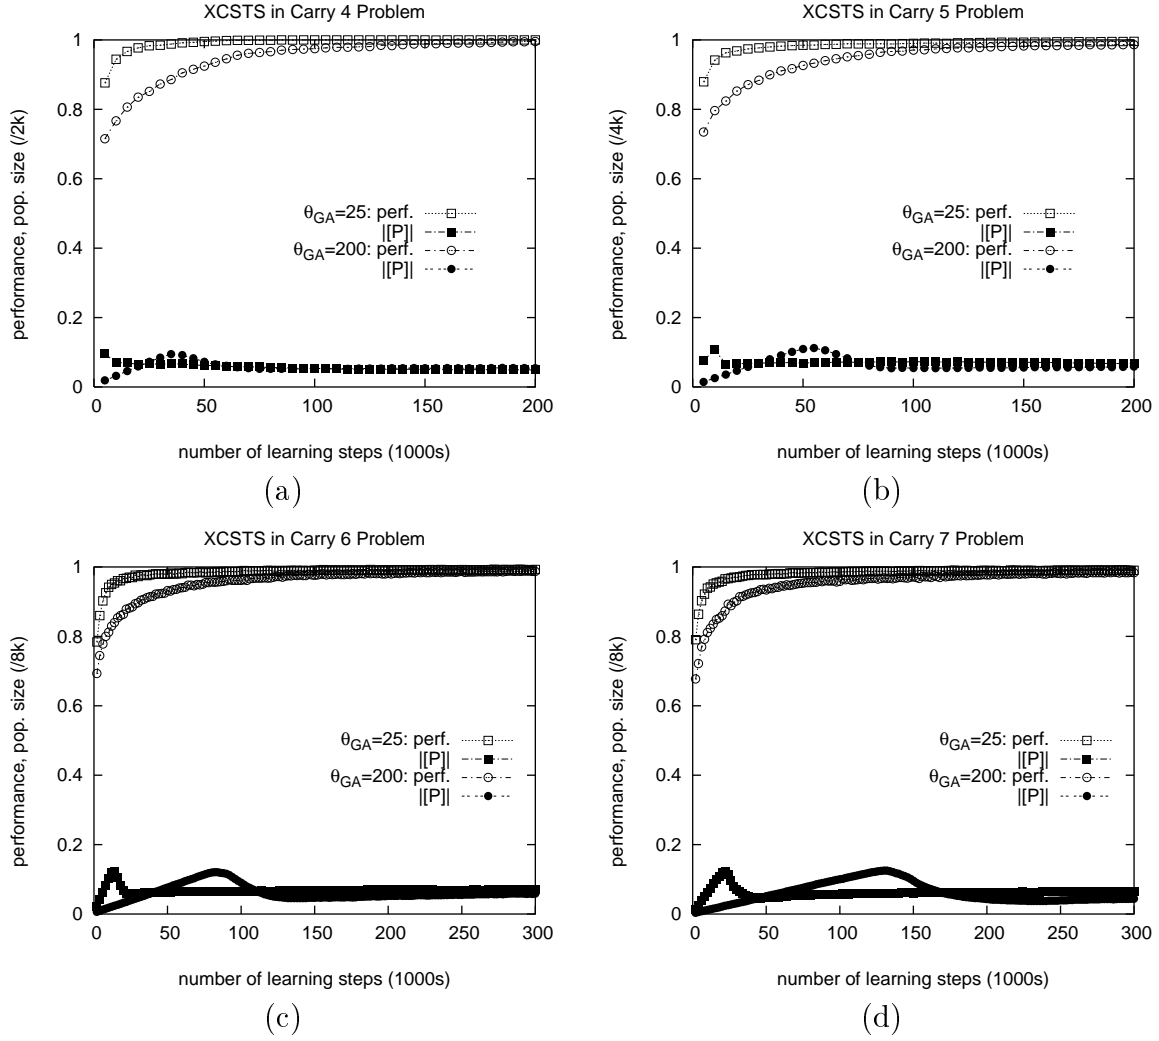 XCSTS in Carry 4 Problem
performance, pop. size (/2k)
1
0.8
0.6
0.4
0.2
0
θGA=25: perf.
|[P]|
θGA=200: perf.
|[P]|
0 50 100 150 200
number of learning steps (1000s)
(a)
XCSTS in Carry 5 Problem
performance, pop. size (/4k)
1
0.8
0.6
0.4
0.2
0
θGA=25: perf.
|[P]|
θGA=200: perf.
|[P]|
0 50 100 150 200
number of learning steps (1000s)
(b)
XCSTS in Carry 6 Problem
performance, pop. size (/8k)
1
0.8
0.6
0.4
0.2
0
θGA=25: perf.
|[P]|
θGA=200: perf.
|[P]|
0 50 100 150 200 250 300
number of learning steps (1000s)
(c)
XCSTS in Carry 7 Problem
performance, pop. size (/8k)
1
0.8
0.6
0.4
0.2
0
θGA=25: perf.
|[P]|
θGA=200: perf.
|[P]|
0 50 100 150 200 250 300
number of learning steps (1000s)
(d)